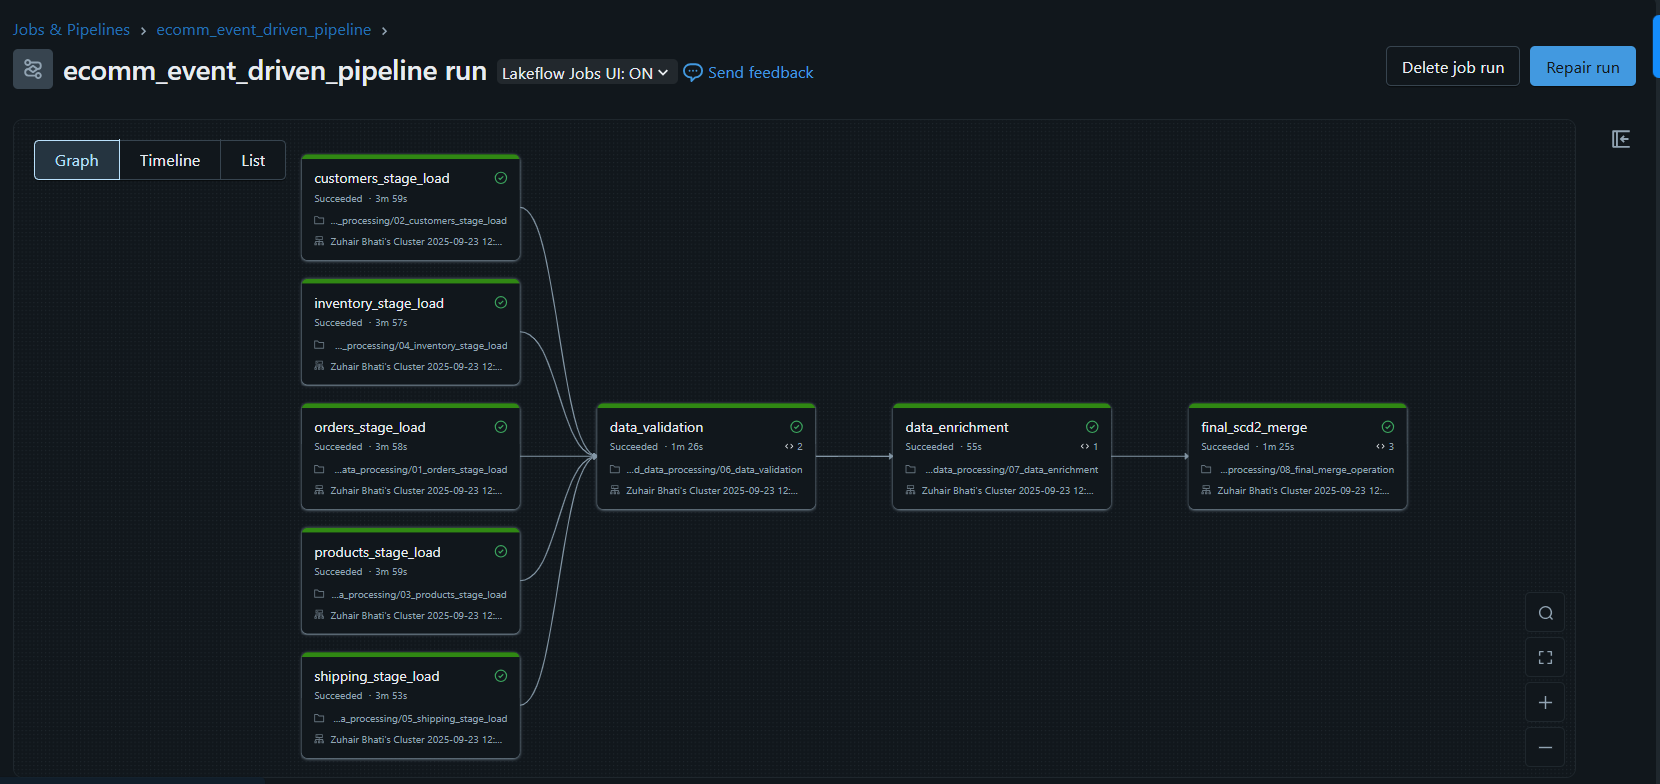 Jobs & Pipelines › ecomm_event_driven_pipeline ›
ecomm_event_driven_pipeline run
Lakeflow Jobs UI: ON
Send feedback
Delete job run
Repair run
Graph
Timeline
List
customers_stage_load
Succeeded · 3m 59s
..._processing/02_customers_stage_load
Zuhair Bhati's Cluster 2025-09-23 12:...
inventory_stage_load
Succeeded · 3m 57s
..._processing/04_inventory_stage_load
Zuhair Bhati's Cluster 2025-09-23 12:...
orders_stage_load
Succeeded · 3m 58s
...ata_processing/01_orders_stage_load
Zuhair Bhati's Cluster 2025-09-23 12:...
products_stage_load
Succeeded · 3m 59s
...a_processing/03_products_stage_load
Zuhair Bhati's Cluster 2025-09-23 12:...
shipping_stage_load
Succeeded · 3m 53s
...a_processing/05_shipping_stage_load
Zuhair Bhati's Cluster 2025-09-23 12:...
data_validation
Succeeded · 1m 26s <> 2
...d_data_processing/06_data_validation
Zuhair Bhati's Cluster 2025-09-23 12:...
data_enrichment
Succeeded · 55s <> 1
...data_processing/07_data_enrichment
Zuhair Bhati's Cluster 2025-09-23 12:...
final_scd2_merge
Succeeded · 1m 25s <> 3
...processing/08_final_merge_operation
Zuhair Bhati's Cluster 2025-09-23 12:...